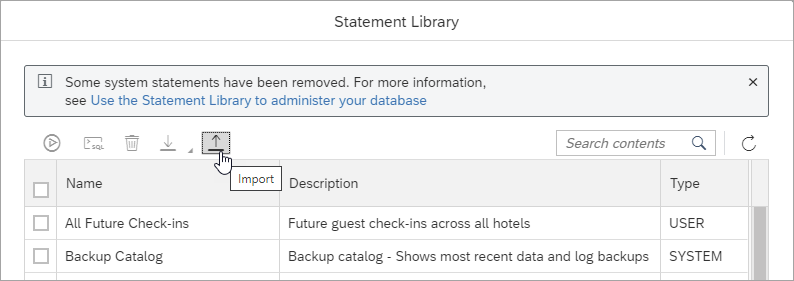 Statement Library
Some system statements have been removed. For more information,
see Use the Statement Library to administer your database
SQL
Search contents
Import
Name Description Type
All Future Check-ins Future guest check-ins across all hotels USER
Backup Catalog Backup catalog - Shows most recent data and log backups SYSTEM